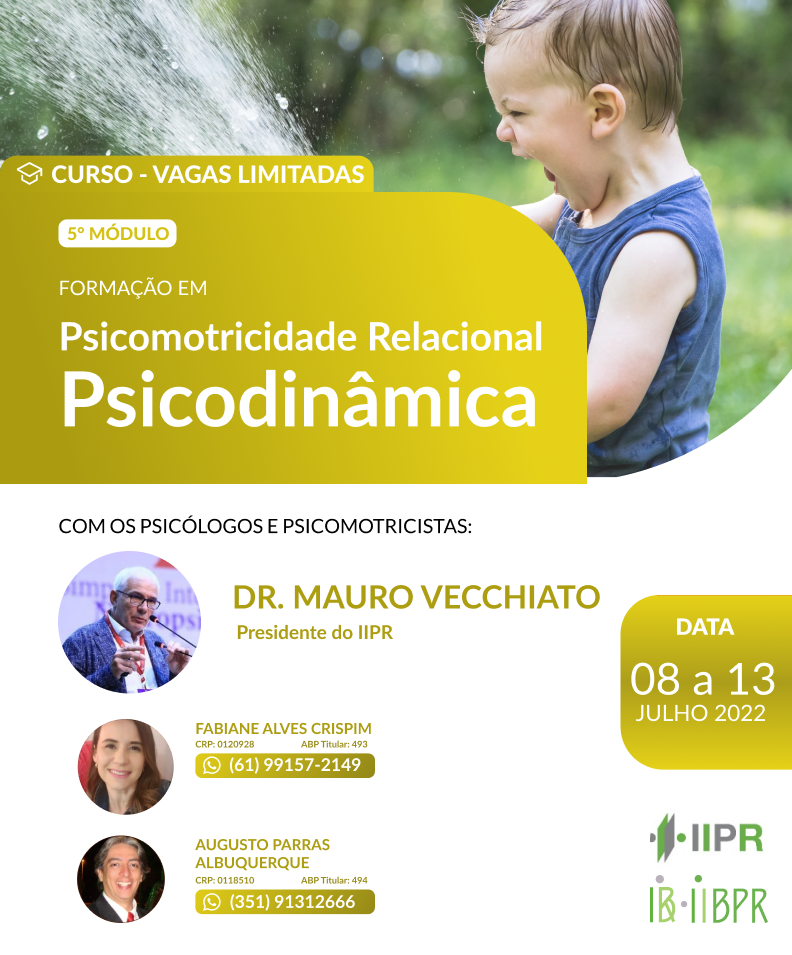 CURSO - VAGAS LIMITADAS
5º MÓDULO
FORMAÇÃO EM
Psicomotricidade Relacional
Psicodinâmica
COM OS PSICÓLOGOS E PSICOMOTRICISTAS:
DR. MAURO VECCHIATO
Presidente do IIPR
DATA
08 a 13
JULHO 2022
FABIANE ALVES CRISPIM
CRP: 0120928 ABP Titular: 493
(61) 99157-2149
AUGUSTO PARRAS
ALBUQUERQUE
CRP: 0118510 ABP Titular: 494
(351) 91312666
IIPR
IIBPR